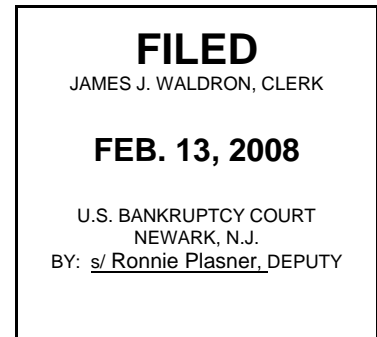 FILED
JAMES J. WALDRON, CLERK
FEB. 13, 2008
U.S. BANKRUPTCY COURT
NEWARK, N.J.
BY: s/ Ronnie Plasner, DEPUTY